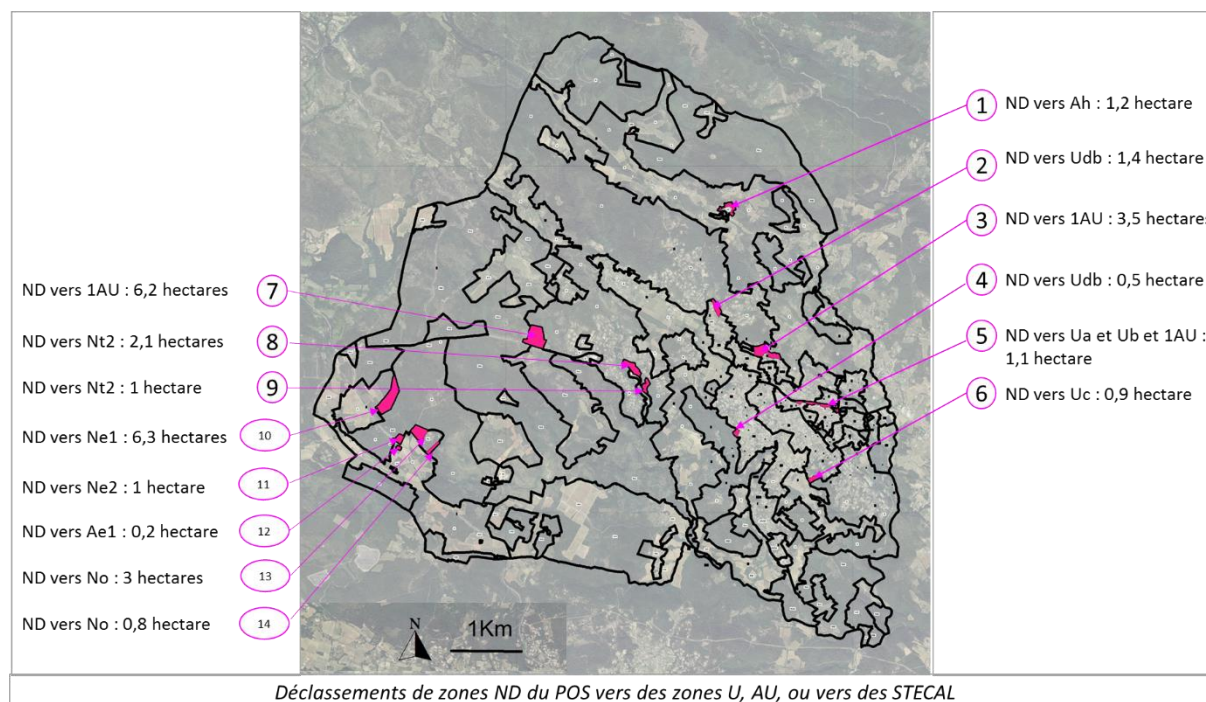 ND vers 1AU : 6,2 hectares
7
ND vers Nt2 : 2,1 hectares
8
ND vers Nt2 : 1 hectare
9
ND vers Ne1 : 6,3 hectares
10
ND vers Ne2 : 1 hectare
11
ND vers Ae1 : 0,2 hectare
12
ND vers No : 3 hectares
13
ND vers No : 0,8 hectare
14
N
1Km
1
ND vers Ah : 1,2 hectare
2
ND vers Udb : 1,4 hectare
3
ND vers 1AU : 3,5 hectares
4
ND vers Udb : 0,5 hectare
5
ND vers Ua et Ub et 1AU :
1,1 hectare
6
ND vers Uc : 0,9 hectare
Déclassements de zones ND du POS vers des zones U, AU, ou vers des STECAL